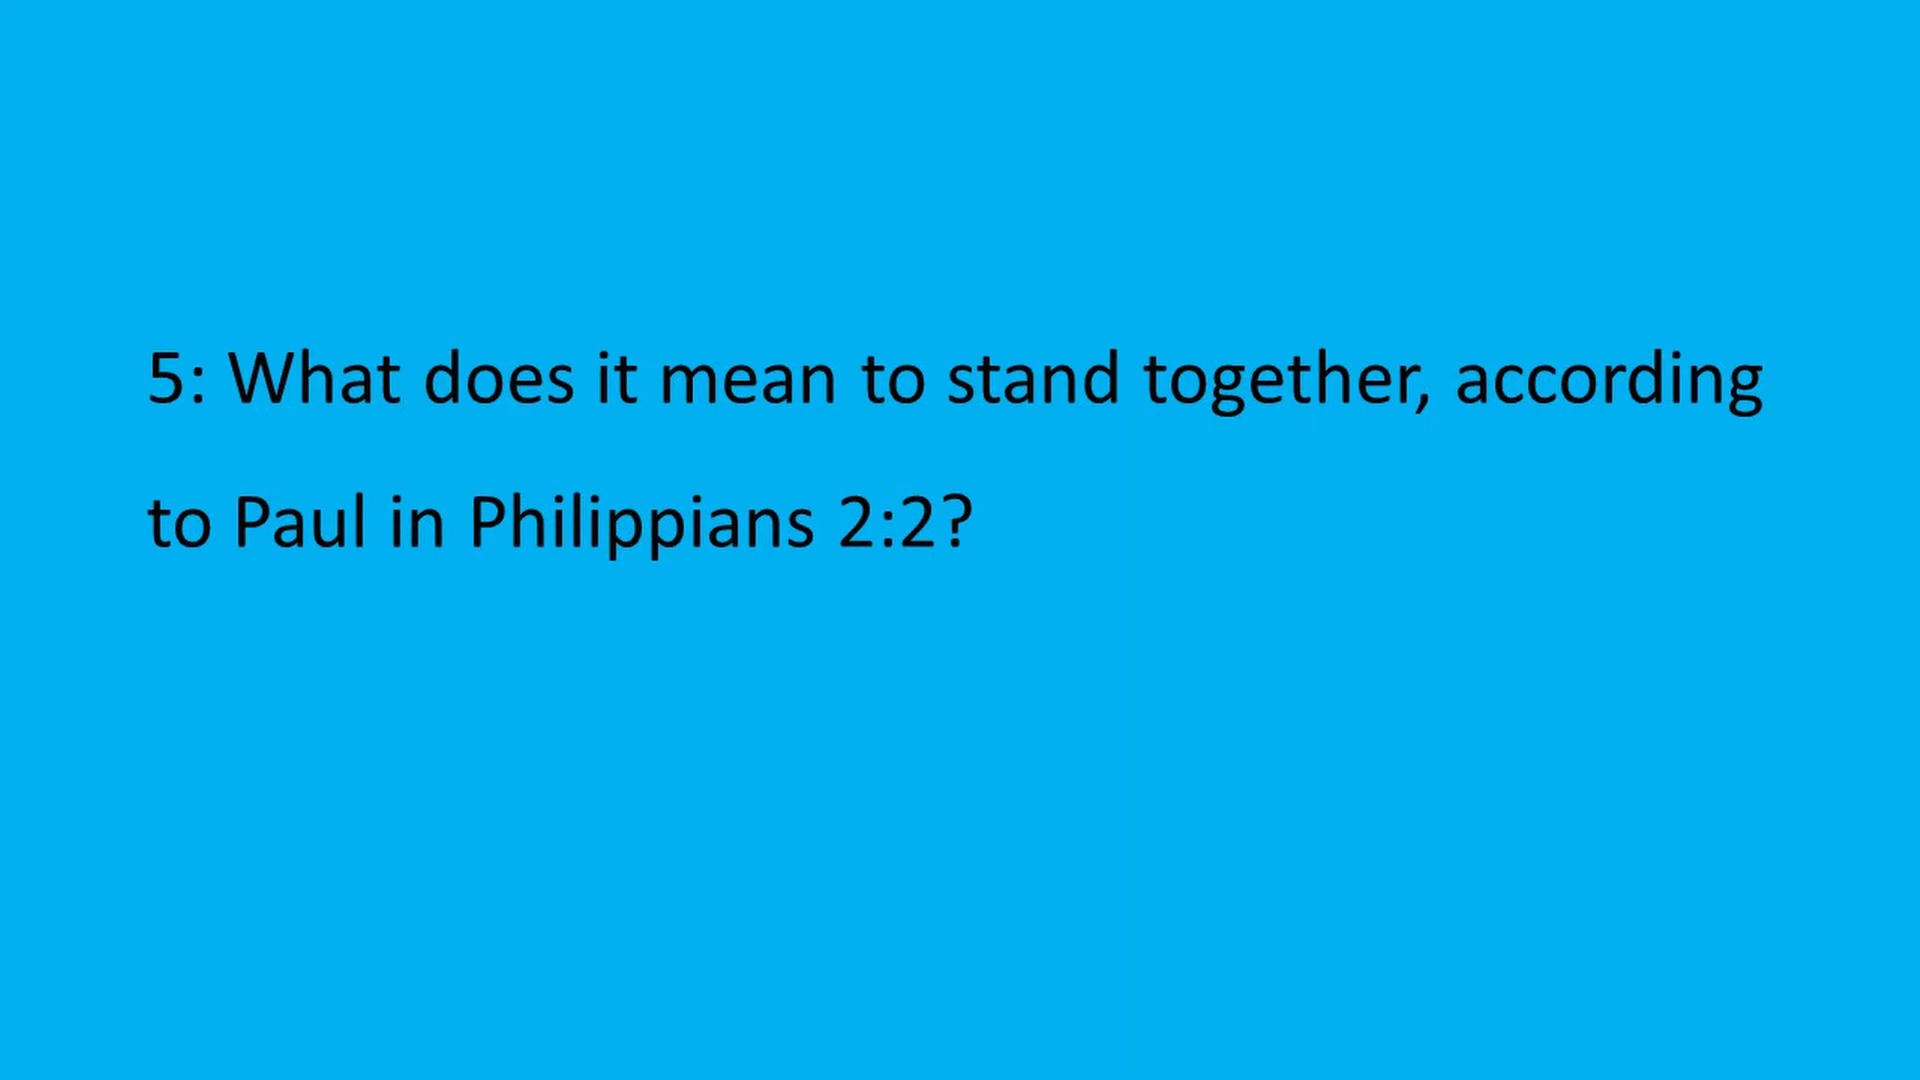 5: What does it mean to stand together, according
to Paul in Philippians 2:2?